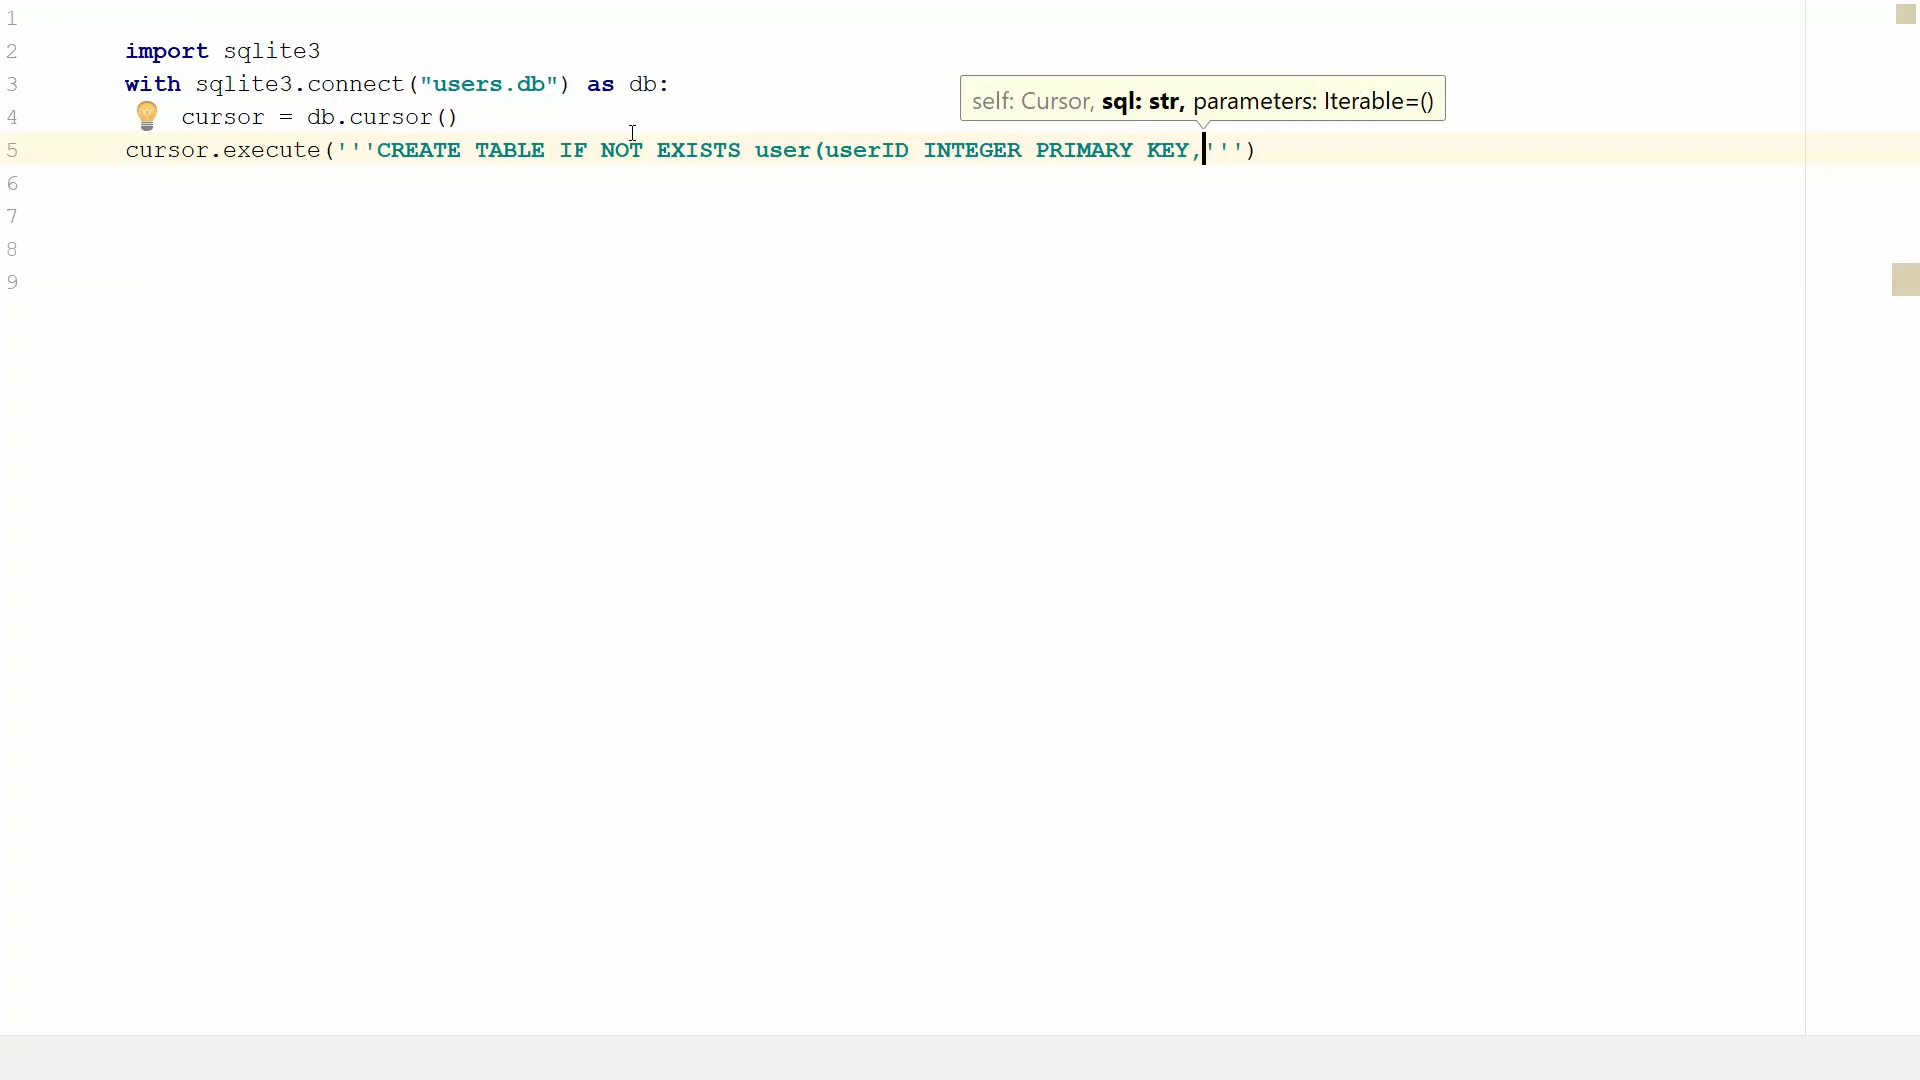 1
2 import sqlite3
3 with sqlite3.connect("users.db") as db:
self: Cursor, sql: str, parameters: Iterable=()
4 cursor = db.cursor()
5 cursor.execute('''CREATE TABLE IF NOT EXISTS user(userID INTEGER PRIMARY KEY,''')
6
7
8
9